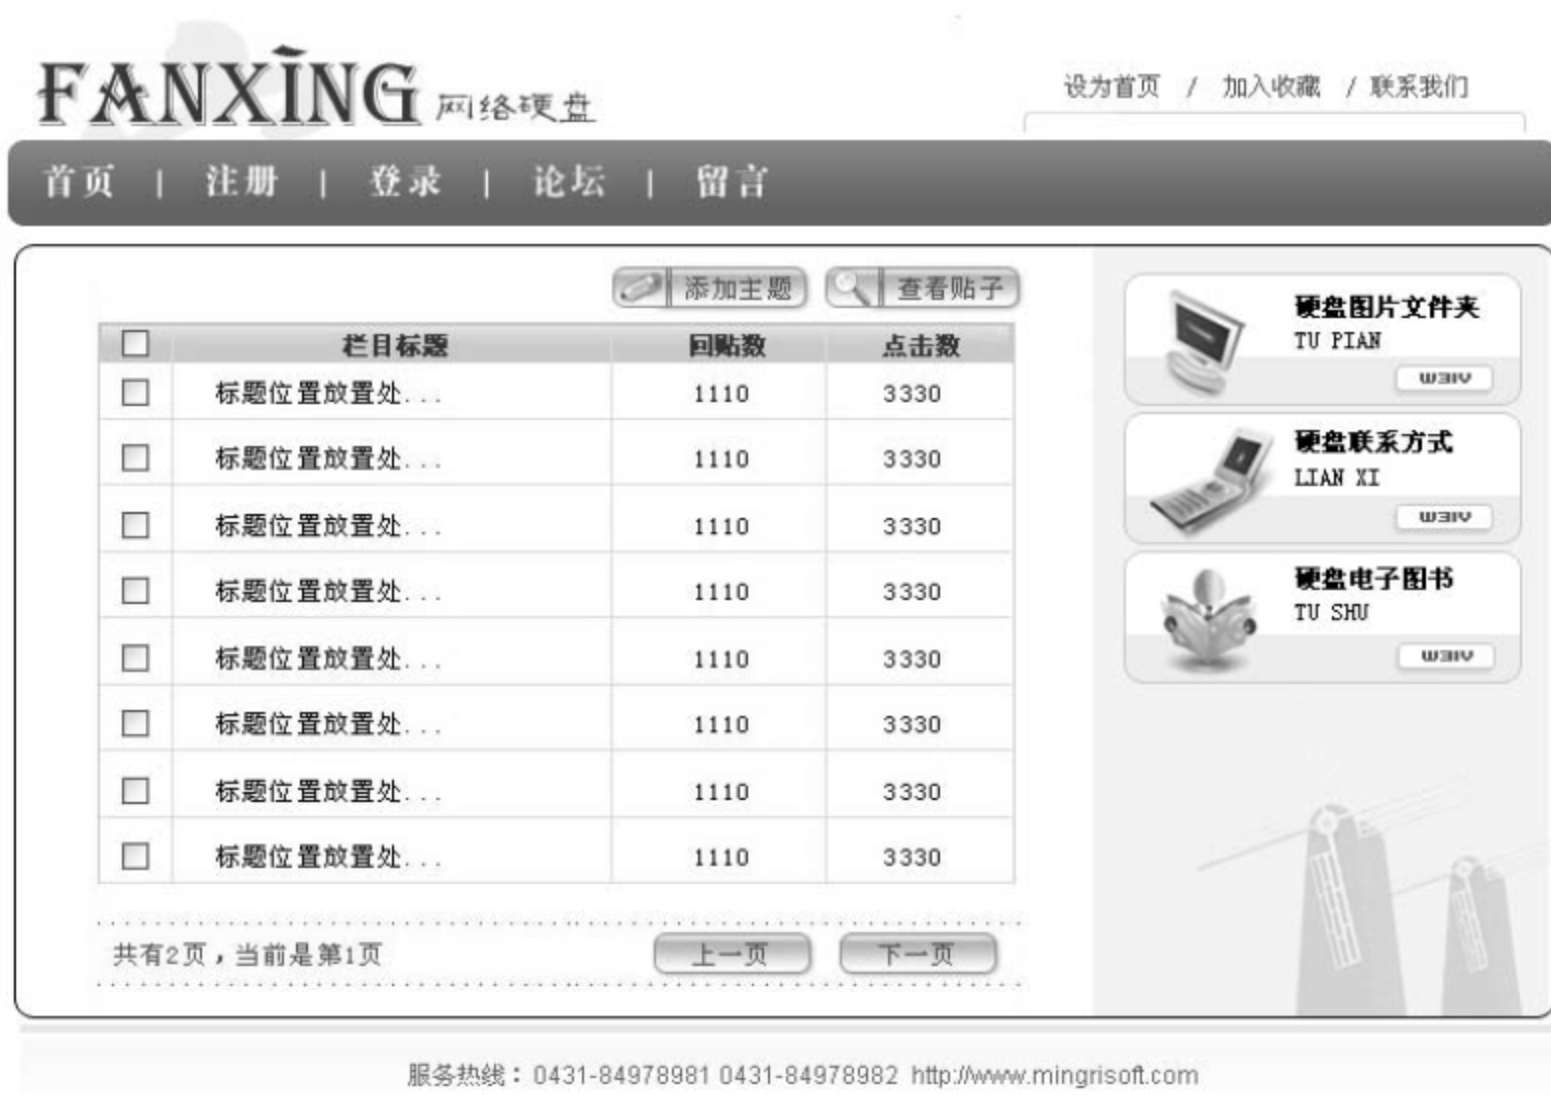 FANXING 网络硬盘
设为首页 / 加入收藏 / 联系我们
首页 | 注册 | 登录 | 论坛 | 留言
添加主题 查看贴子
栏目标题 回贴数 点击数
标题位置放置处... 1110 3330
标题位置放置处... 1110 3330
标题位置放置处... 1110 3330
标题位置放置处... 1110 3330
标题位置放置处... 1110 3330
标题位置放置处... 1110 3330
标题位置放置处... 1110 3330
标题位置放置处... 1110 3330
共有2页，当前是第1页 上一页 下一页
硬盘图片文件夹
TU PIAN
VIEW
硬盘联系方式
LIAN XI
VIEW
硬盘电子图书
TU SHU
VIEW
服务热线：0431-84978981 0431-84978982 http://www.mingrisoft.com